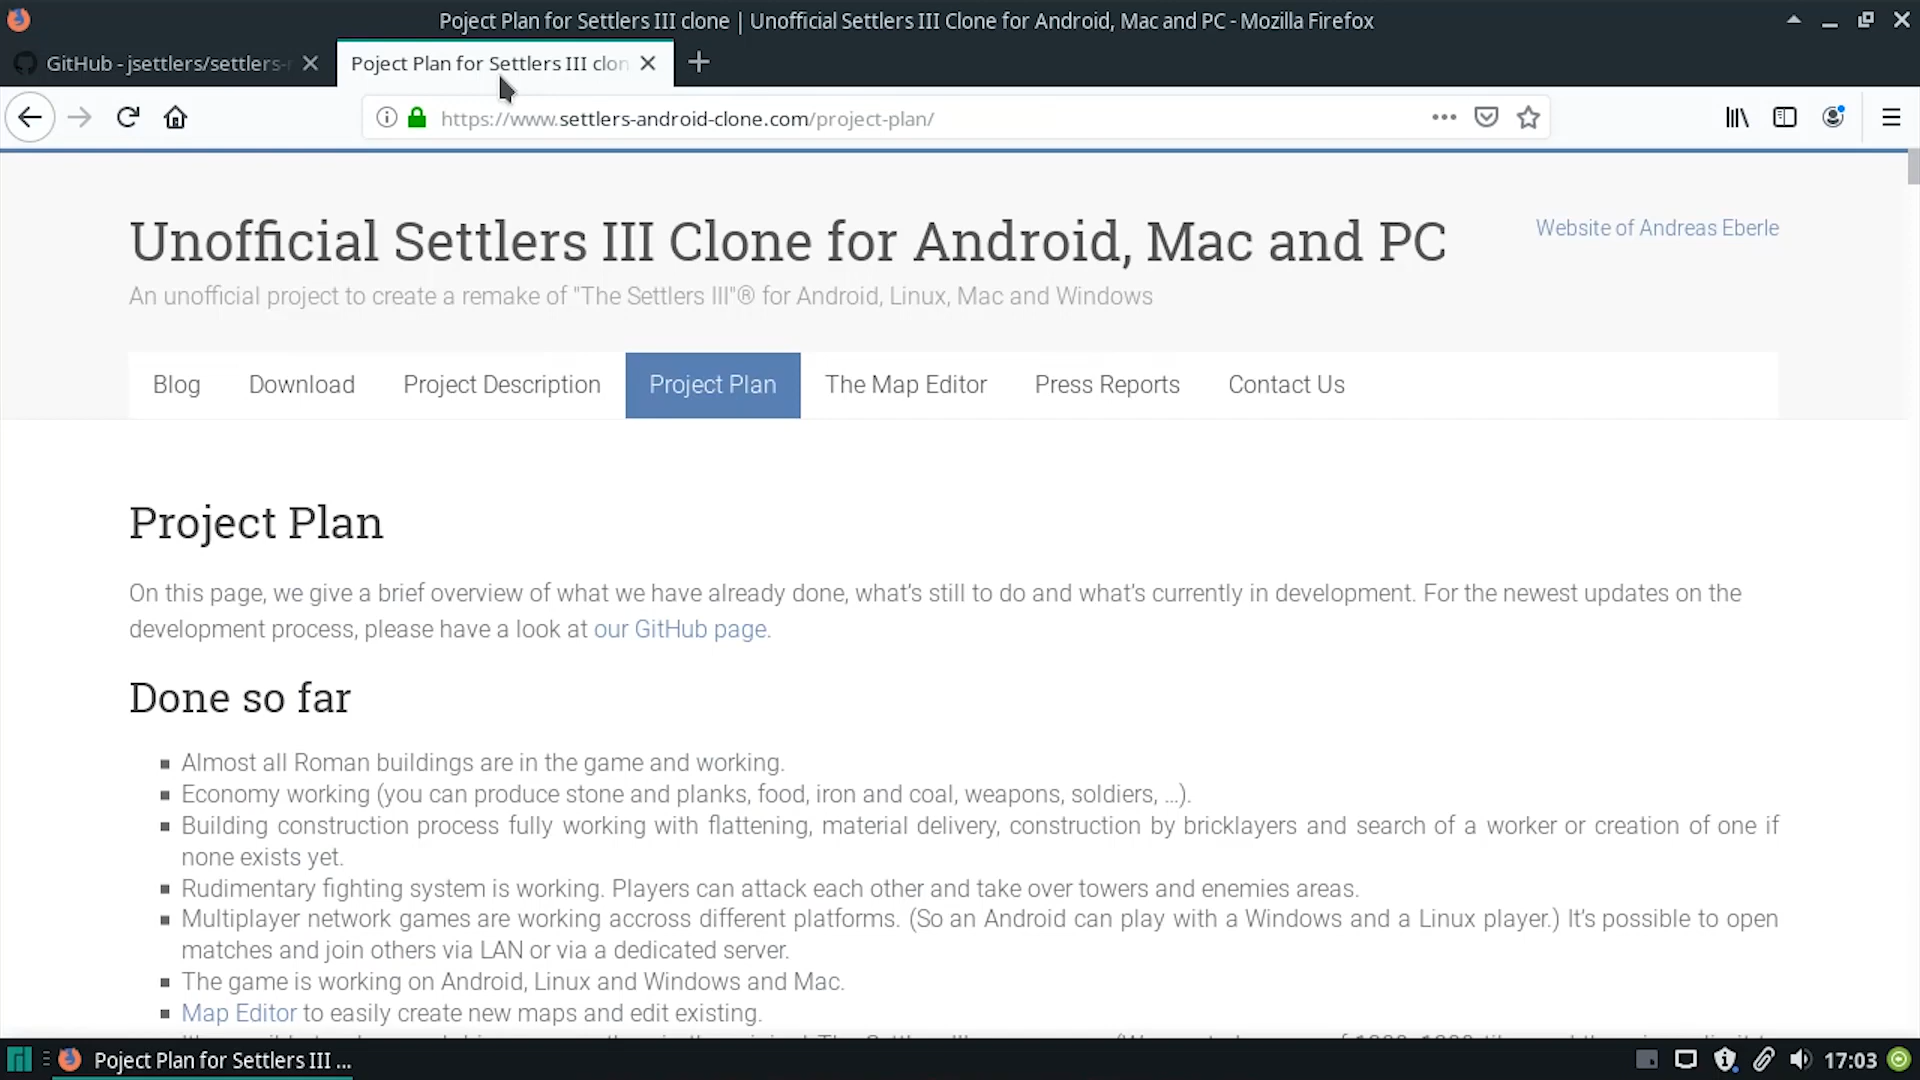 Poject Plan for Settlers III clone | Unofficial Settlers III Clone for Android, Mac and PC - Mozilla Firefox
GitHub - jsettlers/settlers-
Poject Plan for Settlers III clon
https://www.settlers-android-clone.com/project-plan/
Unofficial Settlers III Clone for Android, Mac and PC
Website of Andreas Eberle
An unofficial project to create a remake of "The Settlers III"® for Android, Linux, Mac and Windows
Blog Download Project Description Project Plan The Map Editor Press Reports Contact Us
Project Plan
On this page, we give a brief overview of what we have already done, what's still to do and what's currently in development. For the newest updates on the
development process, please have a look at our GitHub page.
Done so far
Almost all Roman buildings are in the game and working.
Economy working (you can produce stone and planks, food, iron and coal, weapons, soldiers, ...).
Building construction process fully working with flattening, material delivery, construction by bricklayers and search of a worker or creation of one if
none exists yet.
Rudimentary fighting system is working. Players can attack each other and take over towers and enemies areas.
Multiplayer network games are working accross different platforms. (So an Android can play with a Windows and a Linux player.) It's possible to open
matches and join others via LAN or via a dedicated server.
The game is working on Android, Linux and Windows and Mac.
Map Editor to easily create new maps and edit existing.
Poject Plan for Settlers III ...
17:03